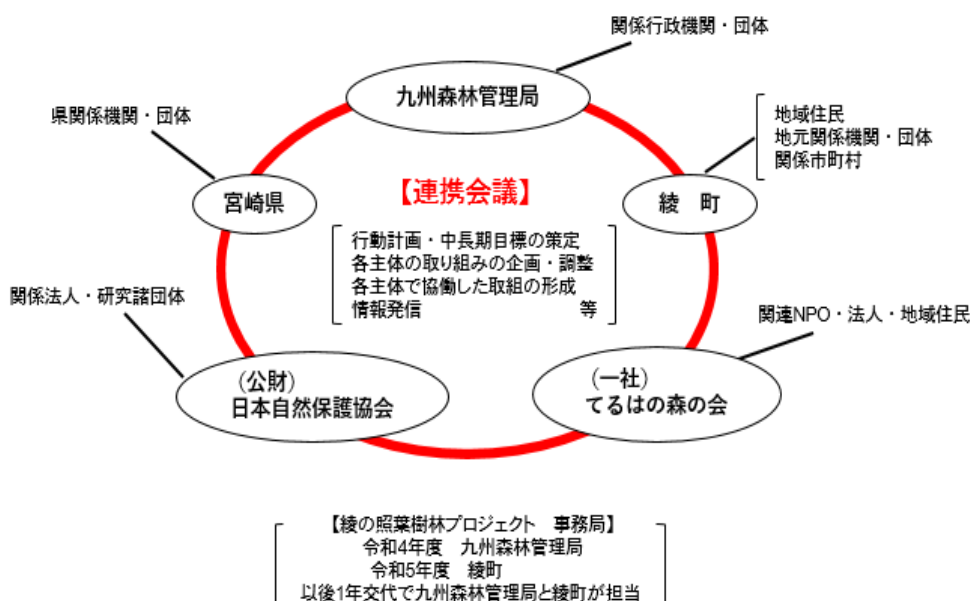 関係行政機関・団体
九州森林管理局
県関係機関・団体
地域住民
地元関係機関・団体
関係市町村
宮崎県
【連携会議】
綾　町
行動計画・中長期目標の策定
各主体の取り組みの企画・調整
各主体で協働した取組の形成
情報発信　　　　　　　　等
関係法人・研究諸団体
関連NPO・法人・地域住民
（公財）
日本自然保護協会
（一社）
てるはの森の会
【綾の照葉樹林プロジェクト　事務局】
令和4年度　九州森林管理局
令和5年度　綾町
以後1年交代で九州森林管理局と綾町が担当